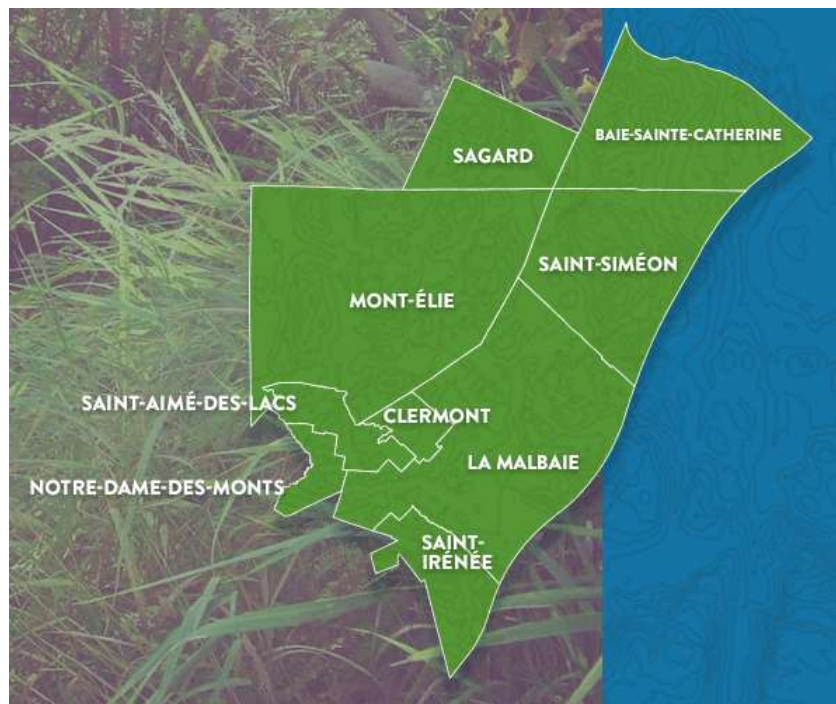 BAIE-SAINTE-CATHERINE
SAGARD
SAINT-SIMÉON
MONT-ÉLIE
SAINT-AIMÉ-DES-LACS
CLERMONT
LA MALBAIE
NOTRE-DAME-DES-MONTS
SAINT-
IRÉNÉE